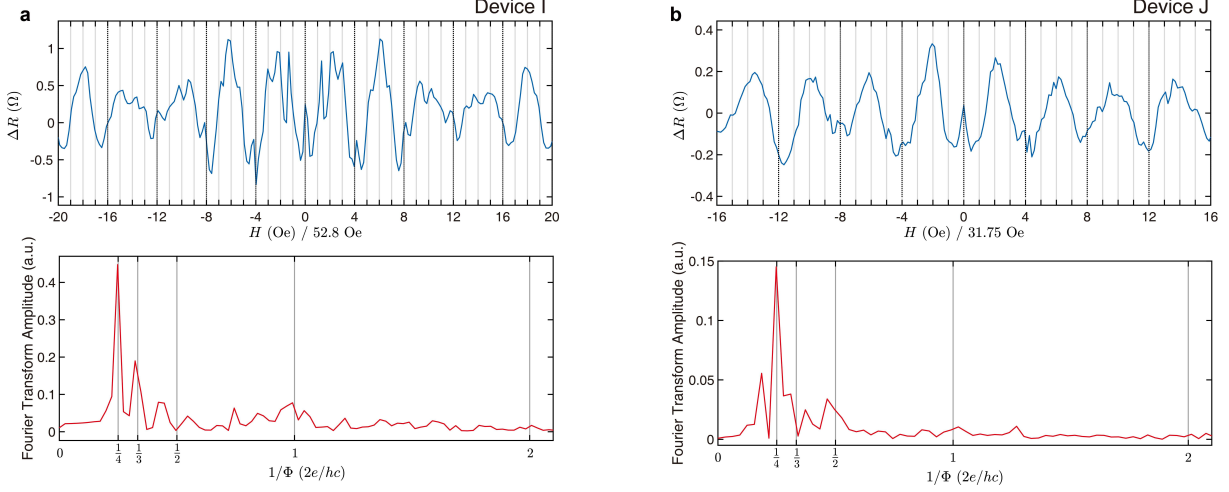 a
Device I
ΔR (Ω)
1
0.5
0
-0.5
-1
-20 -16 -12 -8 -4 0 4 8 12 16 20
H (Oe) / 52.8 Oe
Fourier Transform Amplitude (a.u.)
0.4
0.3
0.2
0.1
0
0 1/4 1/3 1/2 1 2
1/Φ (2e/hc)
b
Device J
ΔR (Ω)
0.4
0.2
0
-0.2
-0.4
-16 -12 -8 -4 0 4 8 12 16
H (Oe) / 31.75 Oe
Fourier Transform Amplitude (a.u.)
0.15
0.1
0.05
0
0 1/4 1/3 1/2 1 2
1/Φ (2e/hc)